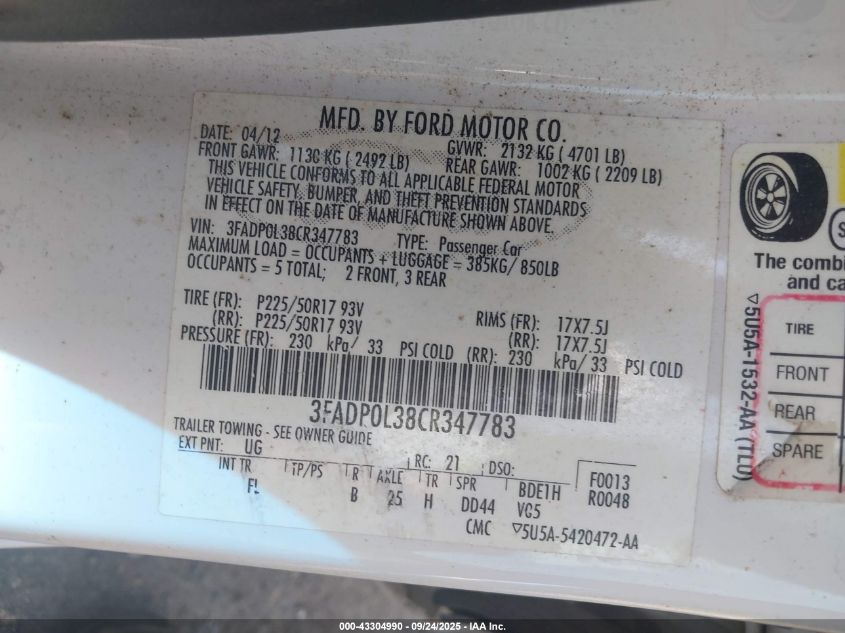 MFD. BY FORD MOTOR CO.
DATE: 04/12 GVWR: 2132 KG ( 4701 LB)
FRONT GAWR: 1130 KG ( 2492 LB) REAR GAWR: 1002 KG ( 2209 LB)
THIS VEHICLE CONFORMS TO ALL APPLICABLE FEDERAL MOTOR
VEHICLE SAFETY, BUMPER, AND THEFT PREVENTION STANDARDS
IN EFFECT ON THE DATE OF MANUFACTURE SHOWN ABOVE.
VIN: 3FADP0L38CR347783 TYPE: Passenger Car
MAXIMUM LOAD = OCCUPANTS + LUGGAGE = 385KG/ 850LB
OCCUPANTS = 5 TOTAL; 2 FRONT, 3 REAR
TIRE (FR): P225/50R17 93V RIMS (FR): 17X7.5J
(RR): P225/50R17 93V (RR): 17X7.5J
PRESSURE (FR): 230 kPa/ 33 PSI COLD (RR): 230 kPa/ 33 PSI COLD
3FADP0L38CR347783
TRAILER TOWING - SEE OWNER GUIDE
EXT PNT: UG RC: 21 DSO: F0013
INT TR TP/PS R AXLE TR SPR BDE1H R0048
FL B 25 H DD44 VG5
CMC ▽5U5A-5420472-AA
The combi
and ca
▽5U5A-1532-AA (TL0)
TIRE
FRONT
REAR
SPARE
000-43304990 - 09/24/2025 - www.iaai.com